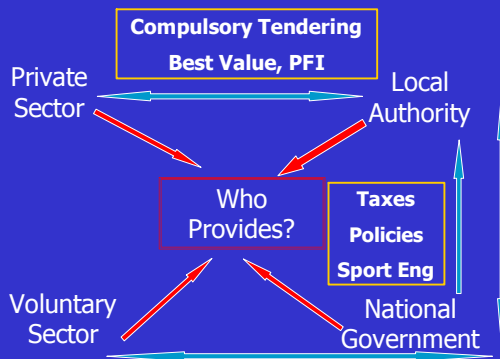 Compulsory Tendering
Best Value, PFI
Private
Sector
Local
Authority
Who
Provides?
Taxes
Policies
Sport Eng
Voluntary
Sector
National
Government